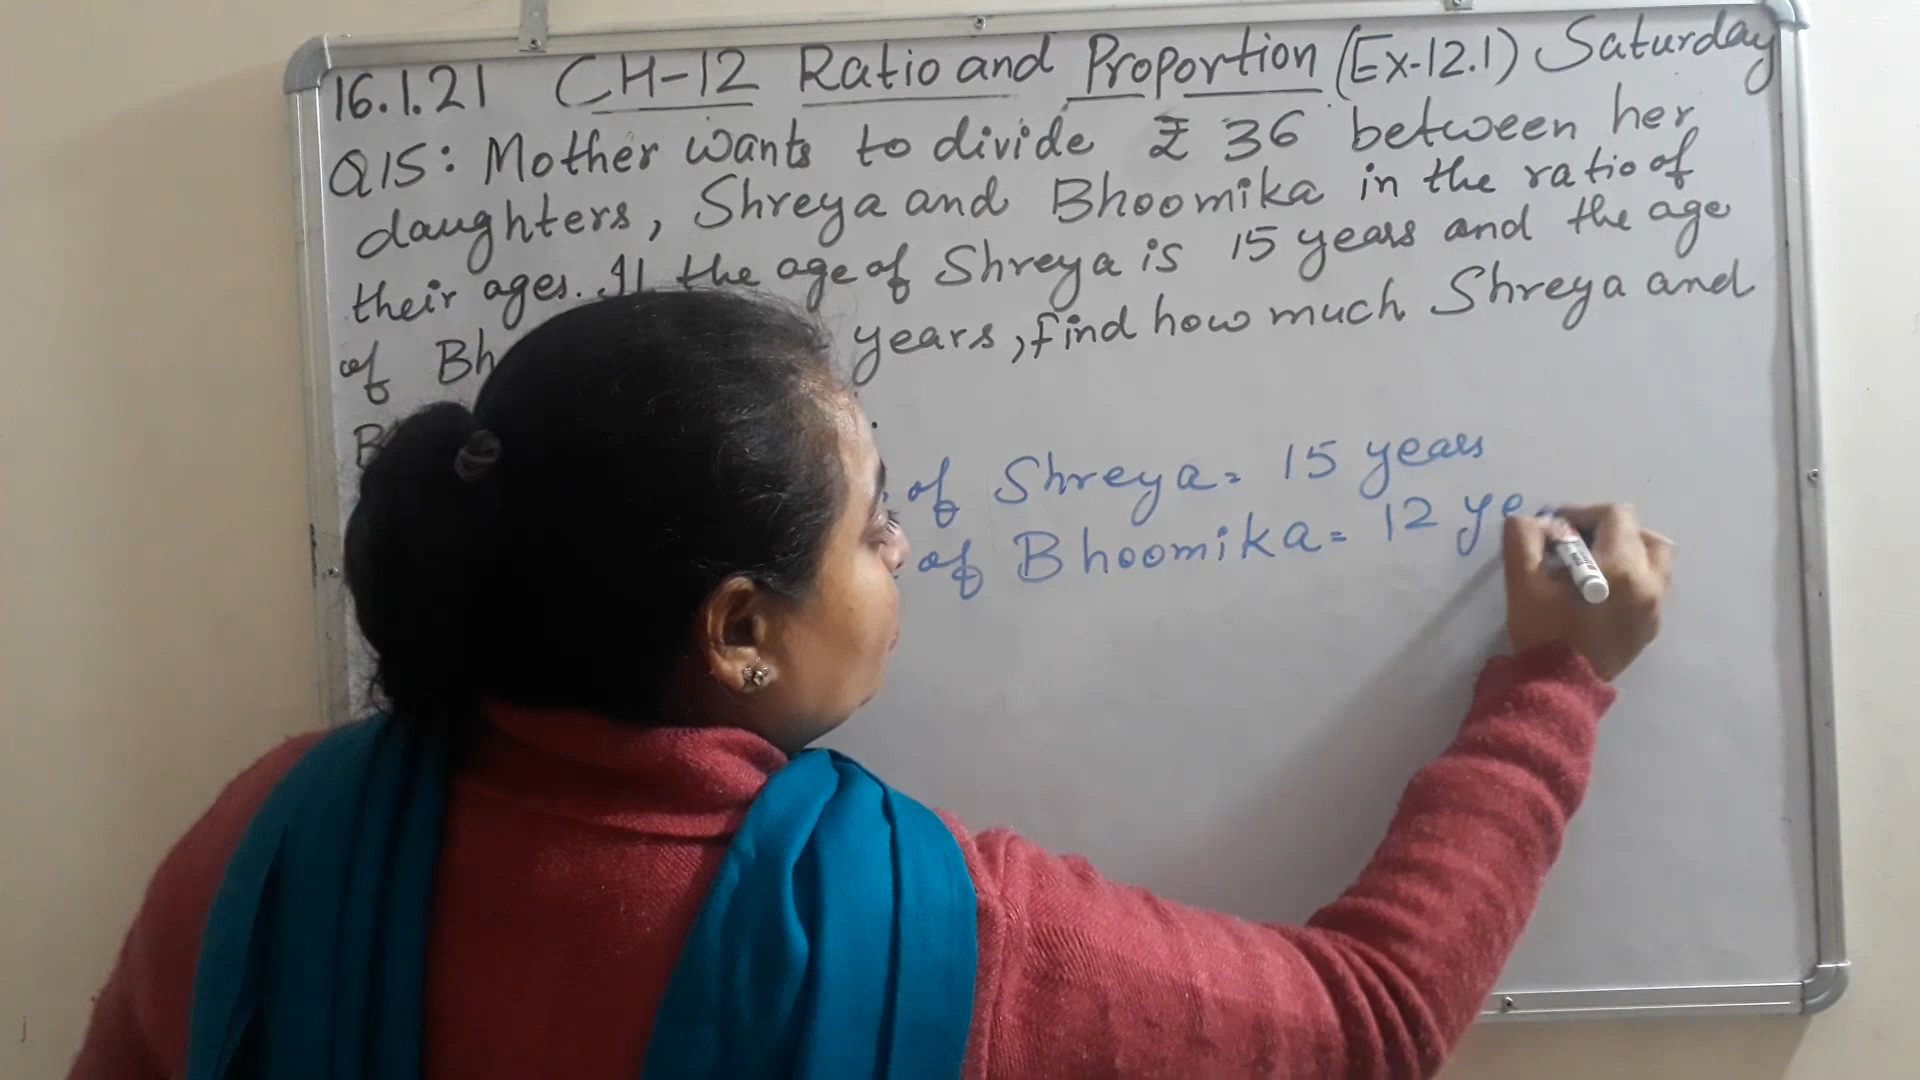 16.1.21 CH-12 Ratio and Proportion (Ex-12.1) Saturday
Q15: Mother wants to divide ₹ 36 between her
daughters, Shreya and Bhoomika in the ratio of
their ages. If the age of Shreya is 15 years and the age
of Bh years, find how much Shreya and
of Shreya = 15 years
of Bhoomika = 12 ye